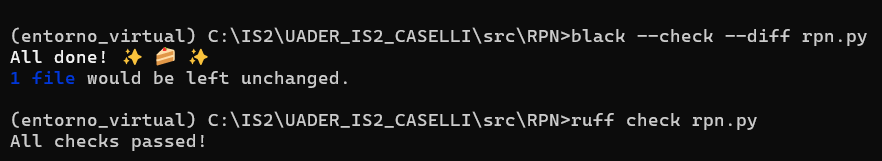 (entorno_virtual) C:\IS2\UADER_IS2_CASELLI\src\RPN>black --check --diff rpn.py
All done! ✨ 🍰 ✨
1 file would be left unchanged.
(entorno_virtual) C:\IS2\UADER_IS2_CASELLI\src\RPN>ruff check rpn.py
All checks passed!